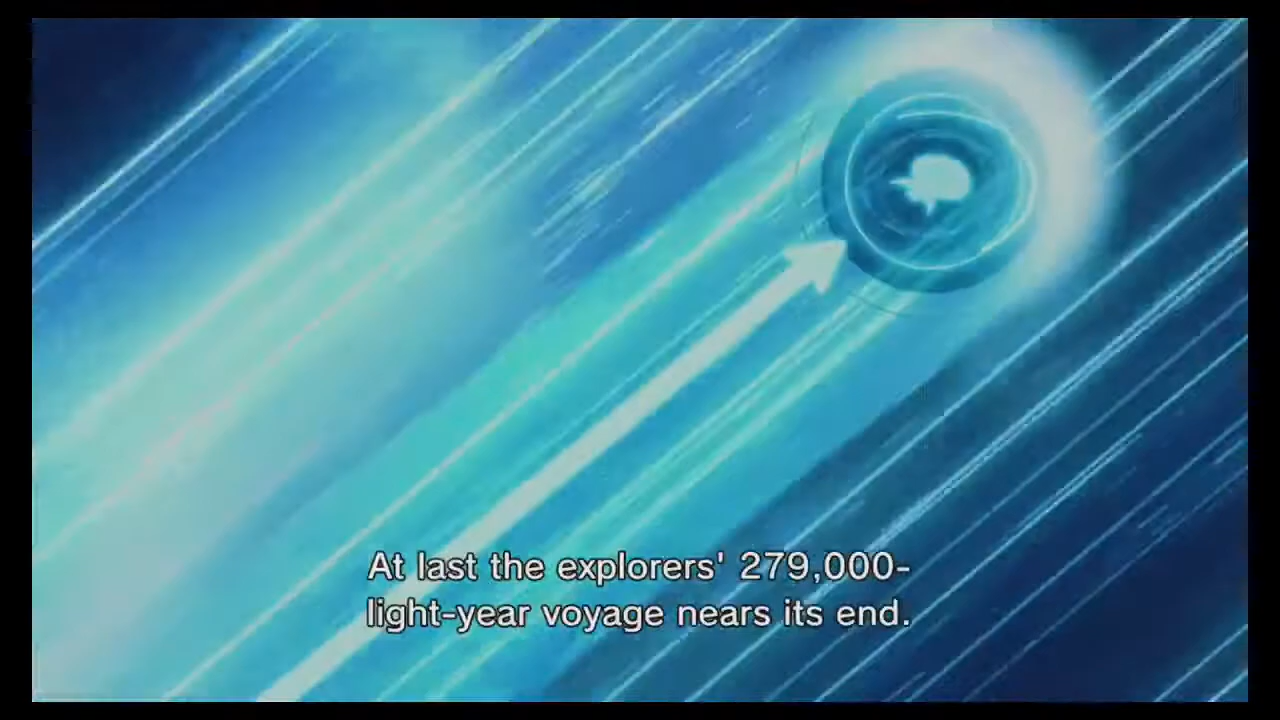 At last the explorers' 279,000-
light-year voyage nears its end.